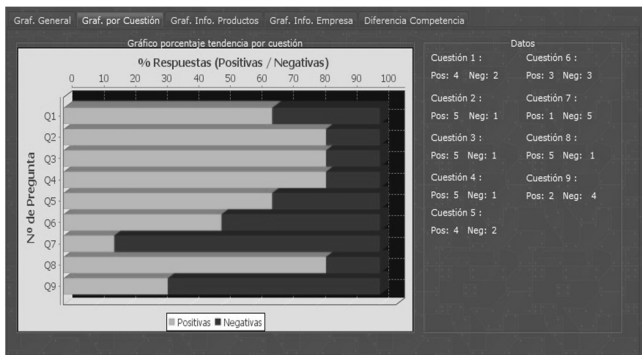 Graf. General Graf. por Cuestión Graf. Info. Productos Graf. Info. Empresa Diferencia Competencia
Gráfico porcentaje tendencia por cuestión
% Respuestas (Positivas / Negativas)
0 10 20 30 40 50 60 70 80 90 100
Nº de Pregunta
Q1
Q2
Q3
Q4
Q5
Q6
Q7
Q8
Q9
Positivas Negativas
Datos
Cuestión 1 : Cuestión 6 :
Pos: 4 Neg: 2 Pos: 3 Neg: 3
Cuestión 2 : Cuestión 7 :
Pos: 5 Neg: 1 Pos: 1 Neg: 5
Cuestión 3 : Cuestión 8 :
Pos: 5 Neg: 1 Pos: 5 Neg: 1
Cuestión 4 : Cuestión 9 :
Pos: 5 Neg: 1 Pos: 2 Neg: 4
Cuestión 5 :
Pos: 4 Neg: 2